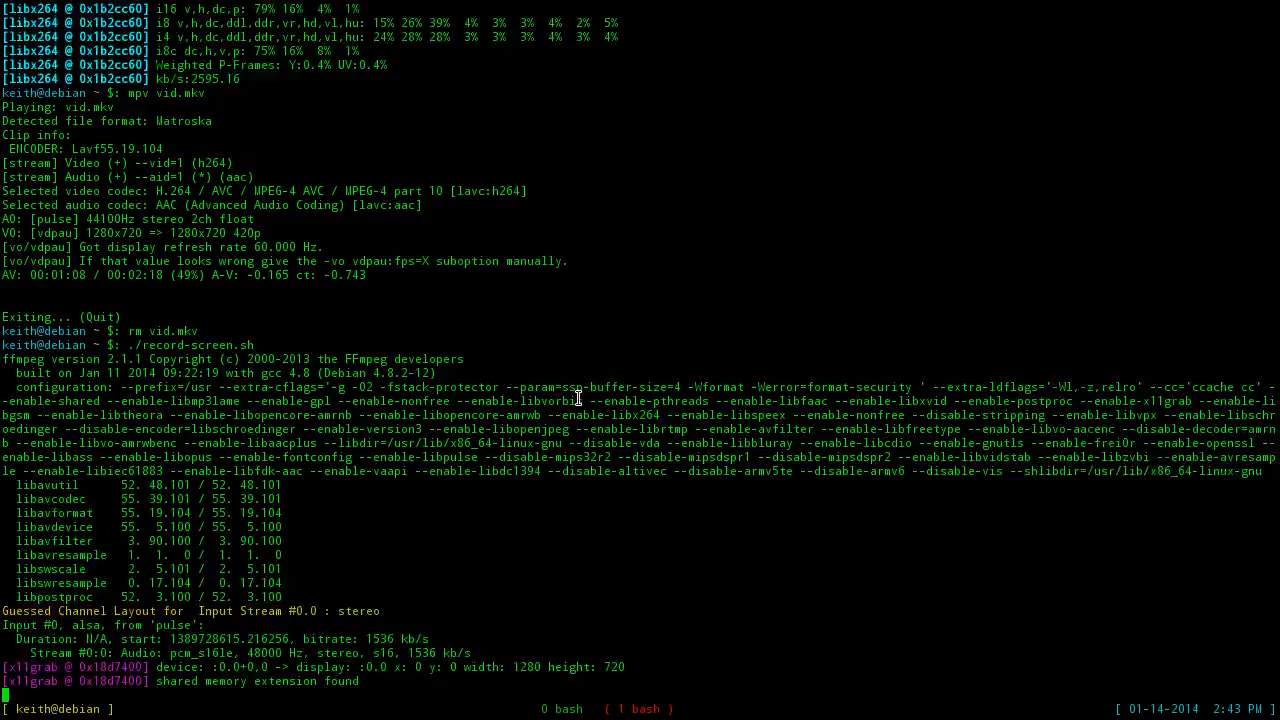 [libx264 @ 0x1b2cc60] i16 v,h,dc,p: 79% 16%  4%  1%
[libx264 @ 0x1b2cc60] i8 v,h,dc,ddl,ddr,vr,hd,vl,hu: 15% 26% 39%  4%  3%  3%  4%  2%  5%
[libx264 @ 0x1b2cc60] i4 v,h,dc,ddl,ddr,vr,hd,vl,hu: 24% 28% 28%  3%  3%  3%  4%  3%  4%
[libx264 @ 0x1b2cc60] i8c dc,h,v,p: 75% 16%  8%  1%
[libx264 @ 0x1b2cc60] Weighted P-Frames: Y:0.4% UV:0.4%
[libx264 @ 0x1b2cc60] kb/s:2595.16
keith@debian ~ $: mpv vid.mkv
Playing: vid.mkv
Detected file format: Matroska
Clip info:
 ENCODER: Lavf55.19.104
[stream] Video (+) --vid=1 (h264)
[stream] Audio (+) --aid=1 (*) (aac)
Selected video codec: H.264 / AVC / MPEG-4 AVC / MPEG-4 part 10 [lavc:h264]
Selected audio codec: AAC (Advanced Audio Coding) [lavc:aac]
AO: [pulse] 44100Hz stereo 2ch float
VO: [vdpau] 1280x720 => 1280x720 420p
[vo/vdpau] Got display refresh rate 60.000 Hz.
[vo/vdpau] If that value looks wrong give the -vo vdpau:fps=X suboption manually.
AV: 00:01:08 / 00:02:18 (49%) A-V: -0.165 ct: -0.743
Exiting... (Quit)
keith@debian ~ $: rm vid.mkv
keith@debian ~ $: ./record-screen.sh
ffmpeg version 2.1.1 Copyright (c) 2000-2013 the FFmpeg developers
  built on Jan 11 2014 09:22:19 with gcc 4.8 (Debian 4.8.2-12)
  configuration: --prefix=/usr --extra-cflags='-g -O2 -fstack-protector --param=ssp-buffer-size=4 -Wformat -Werror=format-security ' --extra-ldflags='-Wl,-z,relro' --cc='ccache cc' -
-enable-shared --enable-libmp3lame --enable-gpl --enable-nonfree --enable-libvorbis --enable-pthreads --enable-libfaac --enable-libxvid --enable-postproc --enable-x11grab --enable-li
bgsm --enable-libtheora --enable-libopencore-amrnb --enable-libopencore-amrwb --enable-libx264 --enable-libspeex --enable-nonfree --disable-stripping --enable-libvpx --enable-libschr
oedinger --disable-encoder=libschroedinger --enable-version3 --enable-libopenjpeg --enable-librtmp --enable-avfilter --enable-libfreetype --enable-libvo-aacenc --disable-decoder=amrn
b --enable-libvo-amrwbenc --enable-libaacplus --libdir=/usr/lib/x86_64-linux-gnu --disable-vda --enable-libbluray --enable-libcdio --enable-gnutls --enable-frei0r --enable-openssl --
enable-libass --enable-libopus --enable-fontconfig --enable-libpulse --disable-mips32r2 --disable-mipsdspr1 --disable-mipsdspr2 --enable-libvidstab --enable-libzvbi --enable-avresamp
le --enable-libiec61883 --enable-libfdk-aac --enable-vaapi --enable-libdc1394 --disable-altivec --disable-armv5te --disable-armv6 --disable-vis --shlibdir=/usr/lib/x86_64-linux-gnu
  libavutil      52. 48.101 / 52. 48.101
  libavcodec     55. 39.101 / 55. 39.101
  libavformat    55. 19.104 / 55. 19.104
  libavdevice    55.  5.100 / 55.  5.100
  libavfilter     3. 90.100 /  3. 90.100
  libavresample   1.  1.  0 /  1.  1.  0
  libswscale      2.  5.101 /  2.  5.101
  libswresample   0. 17.104 /  0. 17.104
  libpostproc    52.  3.100 / 52.  3.100
Guessed Channel Layout for  Input Stream #0.0 : stereo
Input #0, alsa, from 'pulse':
  Duration: N/A, start: 1389728615.216256, bitrate: 1536 kb/s
    Stream #0:0: Audio: pcm_s16le, 48000 Hz, stereo, s16, 1536 kb/s
[x11grab @ 0x18d7400] device: :0.0+0,0 -> display: :0.0 x: 0 y: 0 width: 1280 height: 720
[x11grab @ 0x18d7400] shared memory extension found
[ keith@debian ] 0 bash ( 1 bash ) [ 01-14-2014  2:43 PM ]